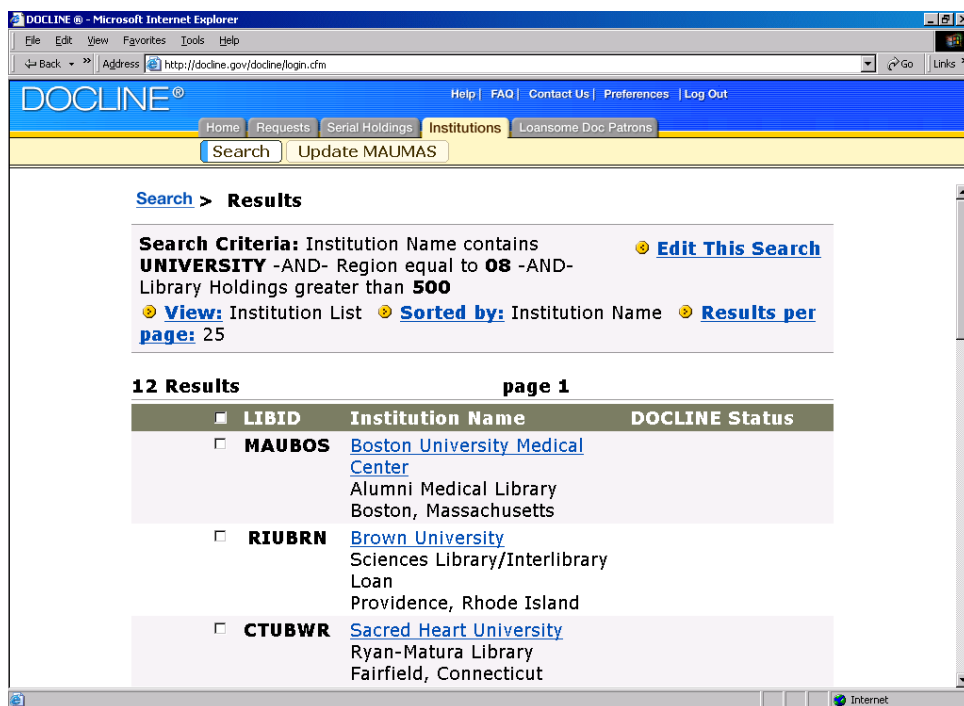 DOCLINE ® - Microsoft Internet Explorer
File Edit View Favorites Tools Help
Back » Address http://docline.gov/docline/login.cfm Go Links »
DOCLINE®
Help | FAQ | Contact Us | Preferences | Log Out
Home Requests Serial Holdings Institutions Loansome Doc Patrons
Search Update MAUMAS
Search > Results
Search Criteria: Institution Name contains
UNIVERSITY -AND- Region equal to 08 -AND-
Library Holdings greater than 500
Edit This Search
View: Institution List Sorted by: Institution Name Results per
page: 25
12 Results page 1
LIBID Institution Name DOCLINE Status
MAUBOS Boston University Medical
Center
Alumni Medical Library
Boston, Massachusetts
RIUBRN Brown University
Sciences Library/Interlibrary
Loan
Providence, Rhode Island
CTUBWR Sacred Heart University
Ryan-Matura Library
Fairfield, Connecticut
Internet